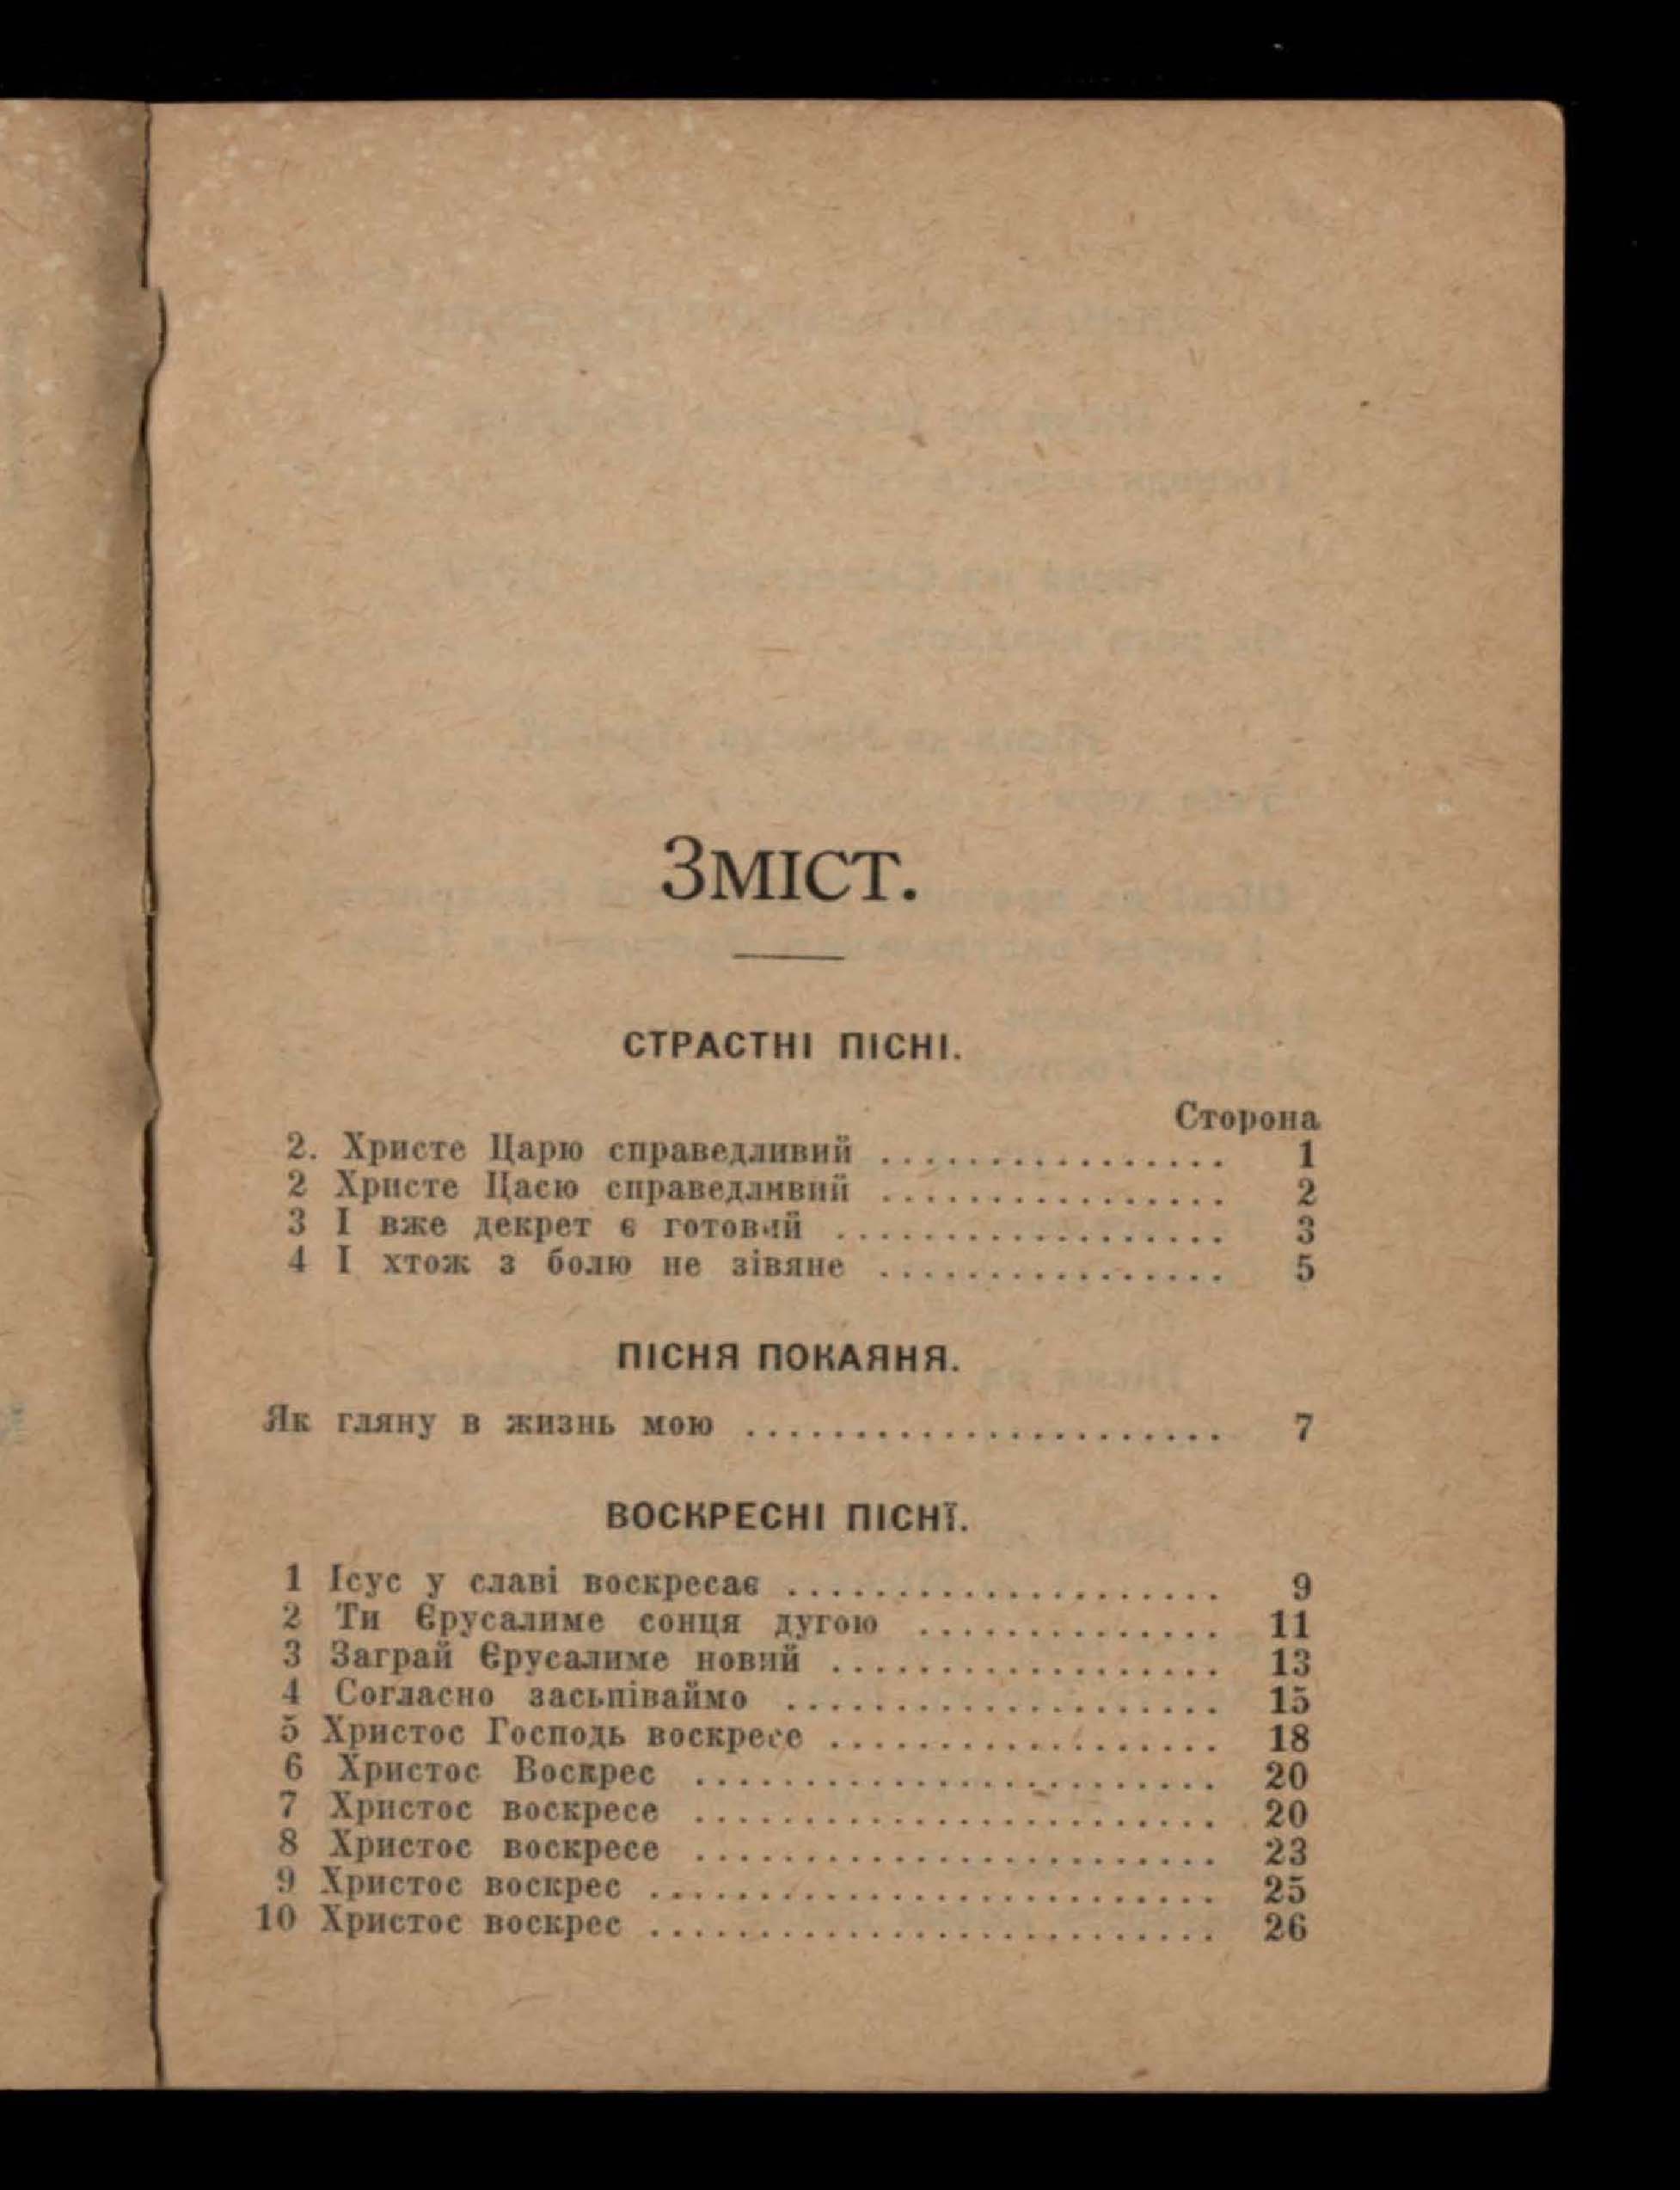 Зміст.
СТРАСТНІ ПІСНІ.
Сторона
2. Христе Царю справедливий ................ 1
2 Христе Цасю справедливий ................ 2
3 І вже декрет є готовий .................. 3
4 І хтож з болю не зівяне ................ 5
ПІСНЯ ПОКАЯНЯ.
Як гляну в жизнь мою ...................... 7
ВОСКРЕСНІ ПІСНЇ.
1 Ісус у славі воскресає .................... 9
2 Ти Єрусалиме сонця дугою .............. 11
3 Заграй Єрусалиме новий .................. 13
4 Согласно засьпіваймо .................... 15
5 Христос Господь воскресе .................. 18
6 Христос Воскрес ........................ 20
7 Христос воскресе ........................ 20
8 Христос воскресе ........................ 23
9 Христос воскрес .......................... 25
10 Христос воскрес .......................... 26